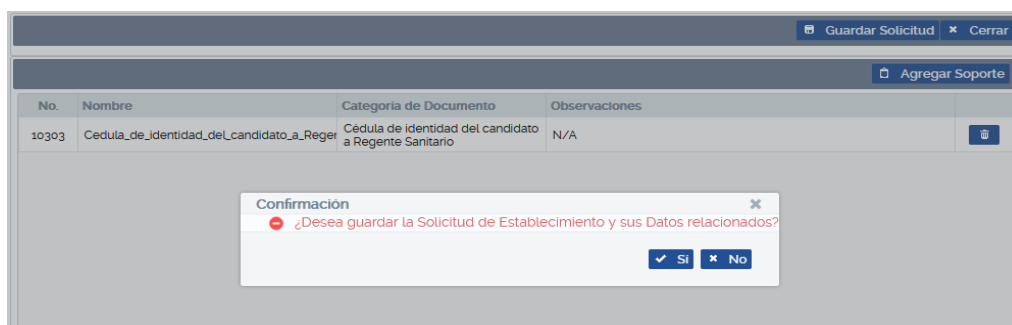 Guardar Solicitud
Cerrar
Agregar Soporte
No. Nombre Categoria de Documento Observaciones
10303 Cedula_de_identidad_del_candidato_a_Reger Cédula de identidad del candidato N/A
a Regente Sanitario
Confirmación
¿Desea guardar la Solicitud de Establecimiento y sus Datos relacionados?
Sí
No